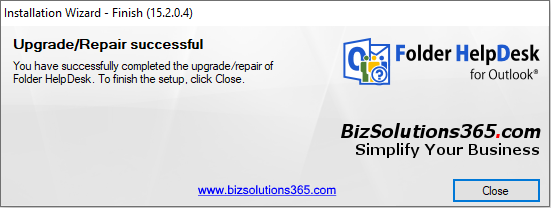 Installation Wizard - Finish (15.2.0.4)
Upgrade/Repair successful
You have successfully completed the upgrade/repair of
Folder HelpDesk. To finish the setup, click Close.
Folder HelpDesk
for Outlook®
BizSolutions365.com
Simplify Your Business
www.bizsolutions365.com
Close